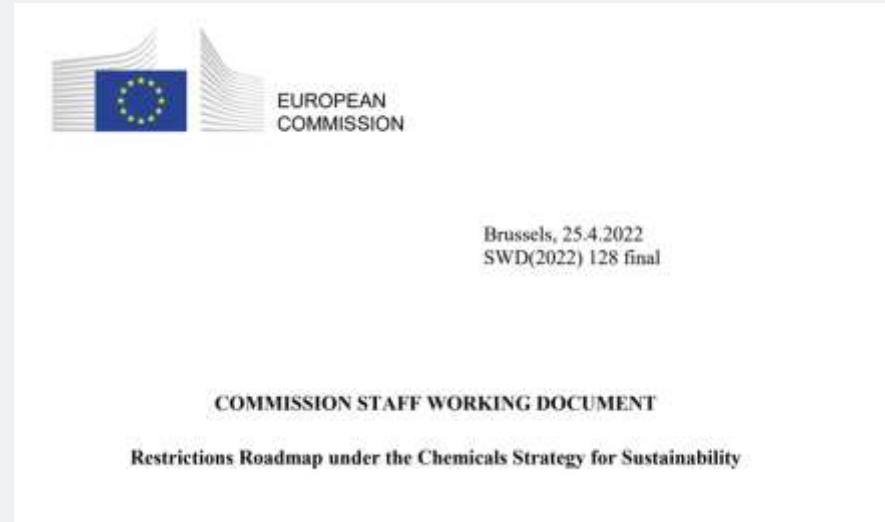 EUROPEAN
COMMISSION
Brussels, 25.4.2022
SWD(2022) 128 final
COMMISSION STAFF WORKING DOCUMENT
Restrictions Roadmap under the Chemicals Strategy for Sustainability